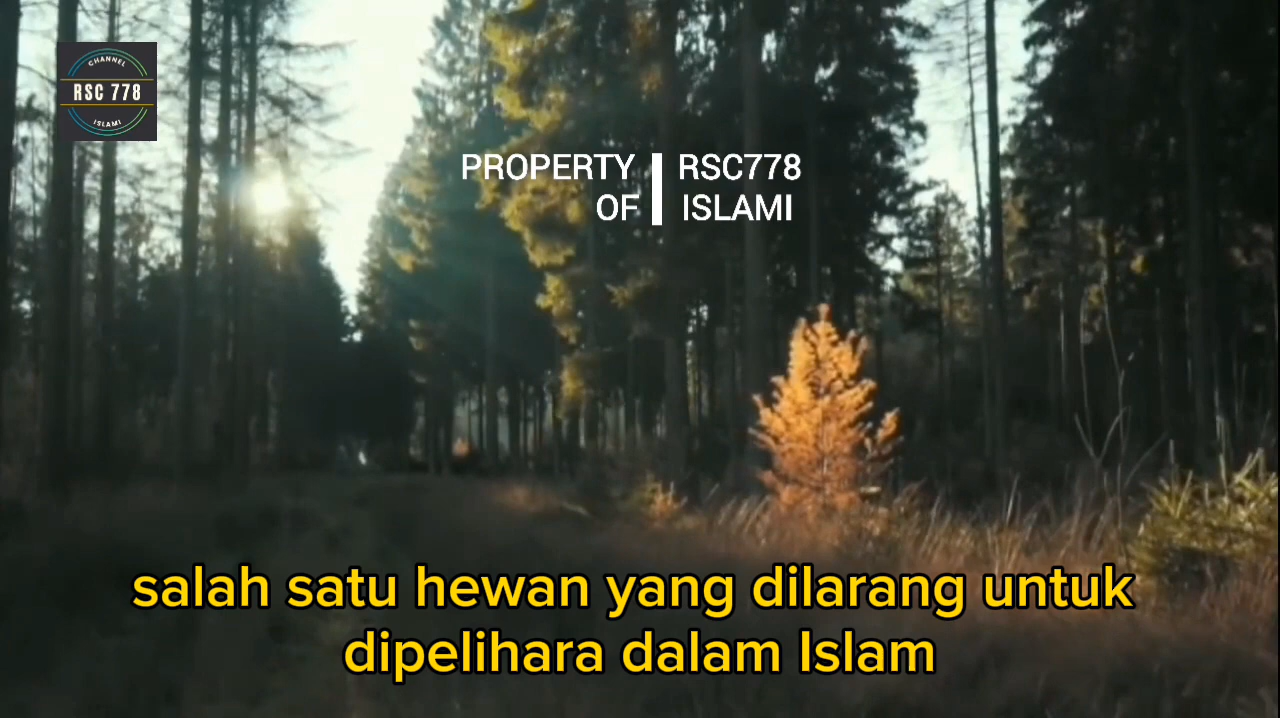 CHANNEL
RSC 778
ISLAMI
PROPERTY OF
RSC778 ISLAMI
salah satu hewan yang dilarang untuk
dipelihara dalam Islam